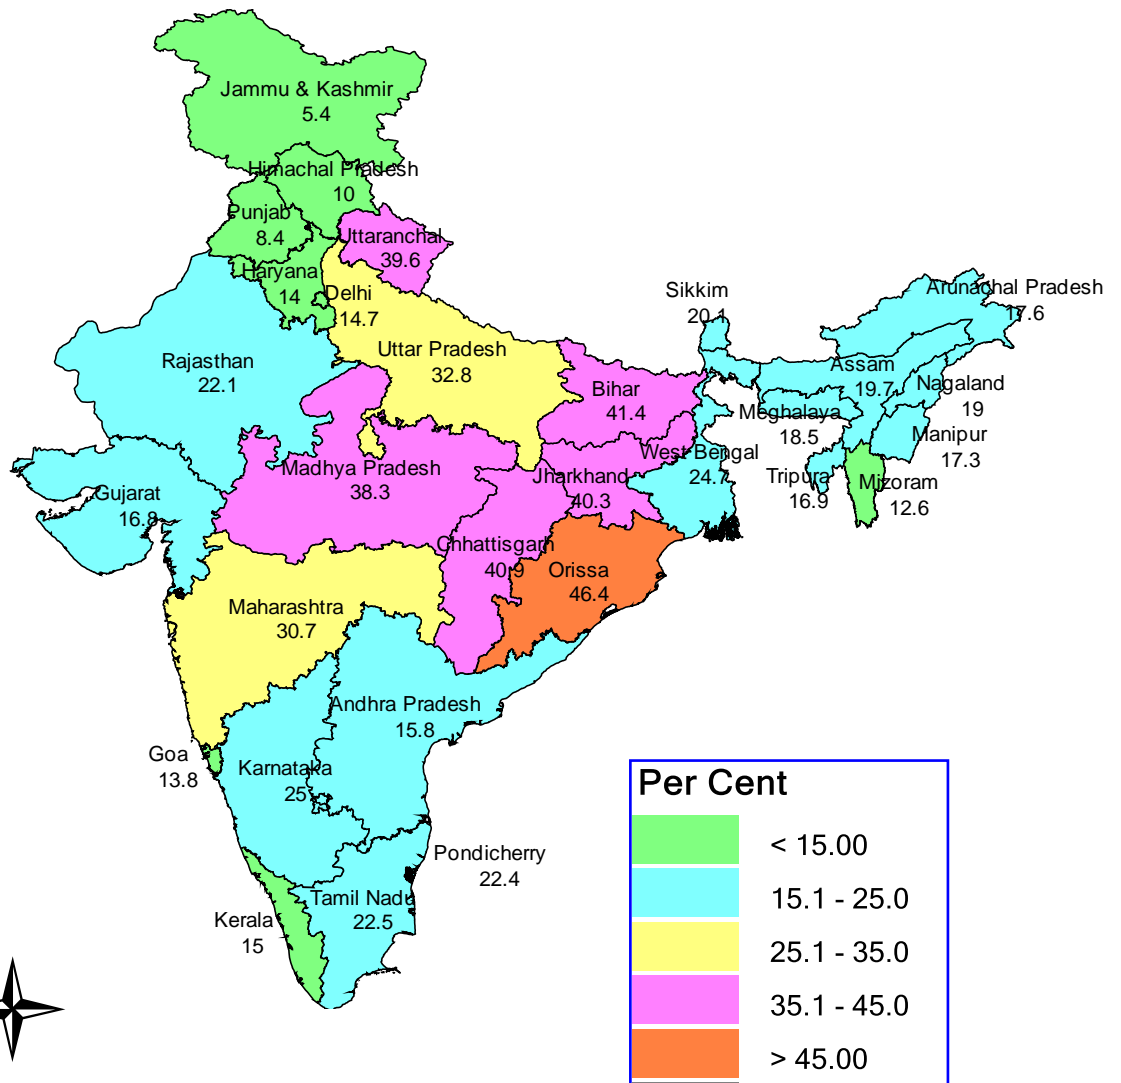 Jammu & Kashmir
5.4
Himachal Pradesh
10
Punjab
8.4
Uttaranchal
39.6
Haryana
14
Delhi
14.7
Sikkim
20.1
Arunachal Pradesh
17.6
Rajasthan
22.1
Uttar Pradesh
32.8
Bihar
41.4
Assam
19.7
Nagaland
19
Meghalaya
18.5
Manipur
17.3
West Bengal
24.7
Tripura
16.9
Mizoram
12.6
Gujarat
16.8
Madhya Pradesh
38.3
Jharkhand
40.3
Chhattisgarh
40.9
Orissa
46.4
Maharashtra
30.7
Andhra Pradesh
15.8
Goa
13.8
Karnataka
25
Pondicherry
22.4
Tamil Nadu
22.5
Kerala
15
Per Cent
< 15.00
15.1 - 25.0
25.1 - 35.0
35.1 - 45.0
> 45.00